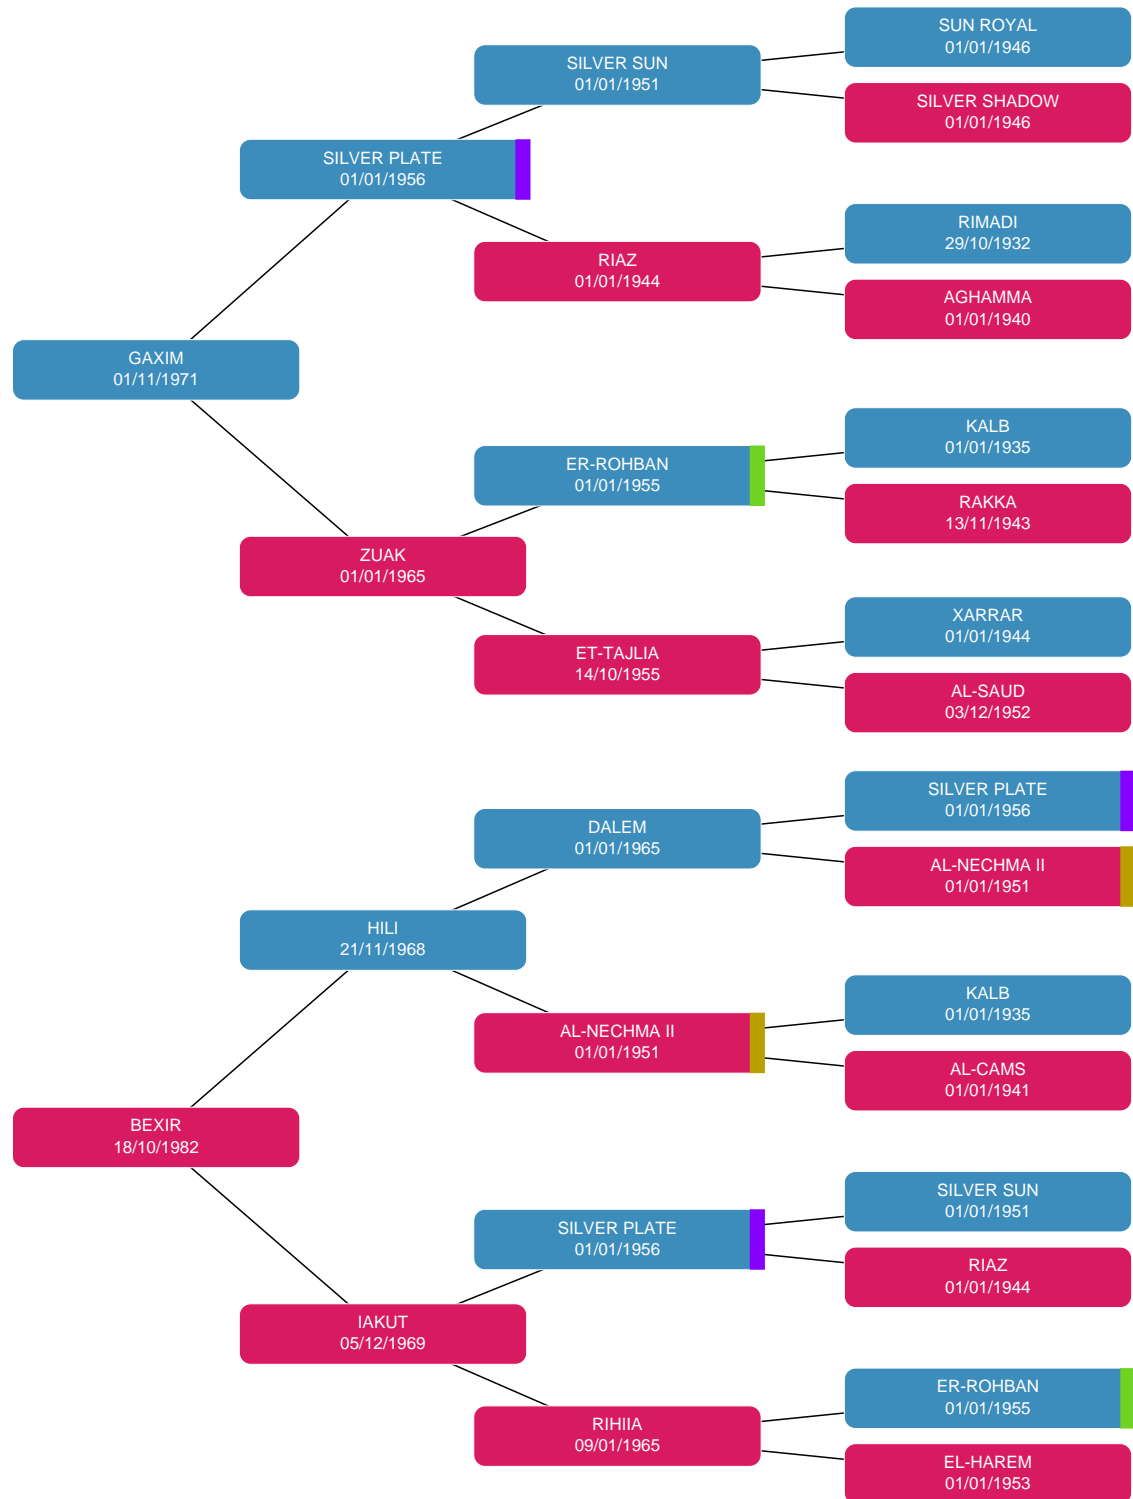 SUN ROYAL
01/01/1946
SILVER SUN
01/01/1951
SILVER SHADOW
01/01/1946
SILVER PLATE
01/01/1956
RIMADI
29/10/1932
RIAZ
01/01/1944
AGHAMMA
01/01/1940
GAXIM
01/11/1971
KALB
01/01/1935
ER-ROHBAN
01/01/1955
RAKKA
13/11/1943
ZUAK
01/01/1965
XARRAR
01/01/1944
ET-TAJLIA
14/10/1955
AL-SAUD
03/12/1952
SILVER PLATE
01/01/1956
DALEM
01/01/1965
AL-NECHMA II
01/01/1951
HILI
21/11/1968
KALB
01/01/1935
AL-NECHMA II
01/01/1951
AL-CAMS
01/01/1941
BEXIR
18/10/1982
SILVER SUN
01/01/1951
SILVER PLATE
01/01/1956
RIAZ
01/01/1944
IAKUT
05/12/1969
ER-ROHBAN
01/01/1955
RIHIIA
09/01/1965
EL-HAREM
01/01/1953